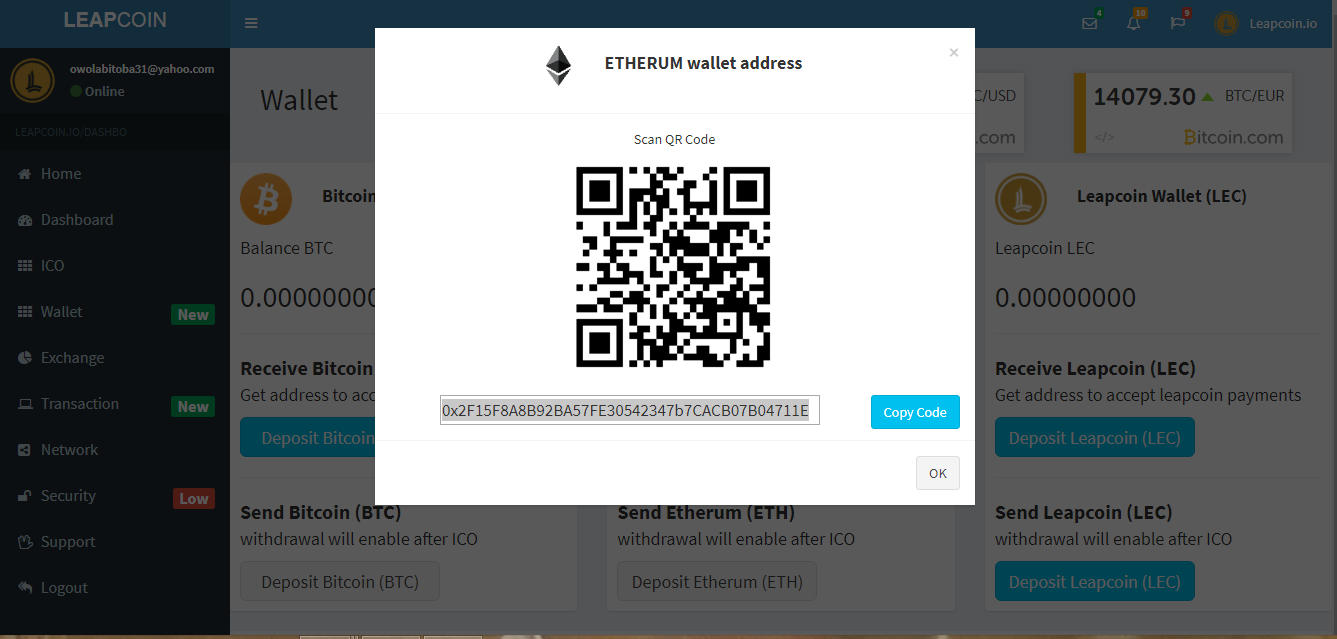 LEAPCOIN
4
10
9
Leapcoin.io
owolabitoba31@yahoo.com
Online
LEAPCOIN.IO/DASHBO
Home
Dashboard
ICO
Wallet
New
Exchange
Transaction
New
Network
Security
Low
Support
Logout
Wallet
C/USD
.com
14079.30
BTC/EUR
</>
Bitcoin.com
ETHERUM wallet address
×
Scan QR Code
0x2F15F8A8B92BA57FE30542347b7CACB07B04711E
Copy Code
OK
Bitcoin
Balance BTC
0.00000000
Receive Bitcoin
Get address to acc
Deposit Bitcoin
Send Bitcoin (BTC)
withdrawal will enable after ICO
Deposit Bitcoin (BTC)
Send Etherum (ETH)
withdrawal will enable after ICO
Deposit Etherum (ETH)
Leapcoin Wallet (LEC)
Leapcoin LEC
0.00000000
Receive Leapcoin (LEC)
Get address to accept leapcoin payments
Deposit Leapcoin (LEC)
Send Leapcoin (LEC)
withdrawal will enable after ICO
Deposit Leapcoin (LEC)